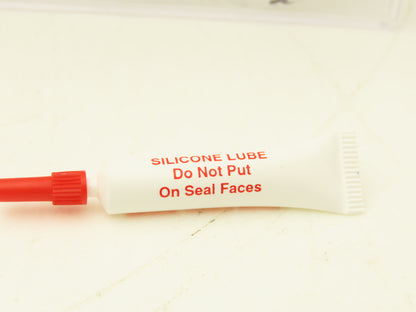 SILICONE LUBE
Do Not Put
On Seal Faces